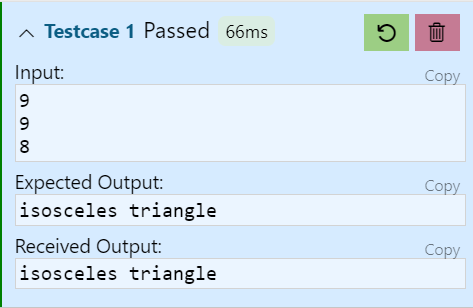 Testcase 1 Passed 66ms
Input:
Copy
9
9
8
Expected Output:
Copy
isosceles triangle
Received Output:
Copy
isosceles triangle